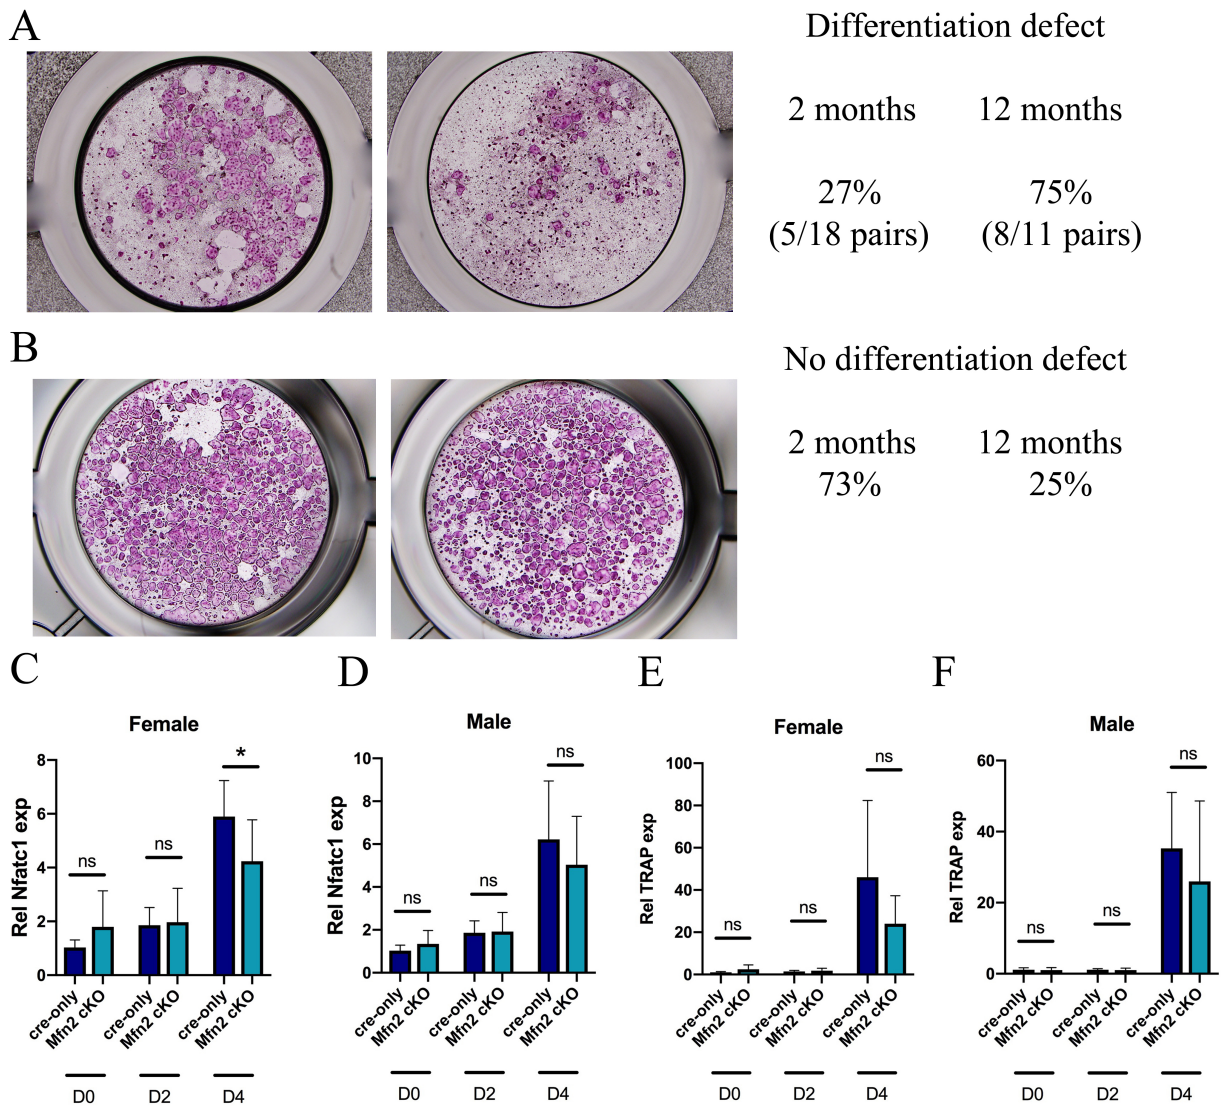 A
Differentiation defect
2 months 12 months
27% 75%
(5/18 pairs) (8/11 pairs)
B
No differentiation defect
2 months 12 months
73% 25%
C
Female
Rel Nfatc1 exp
8
6
4
2
0
ns
ns
*
cre-only
Mfn2 cKO
cre-only
Mfn2 cKO
cre-only
Mfn2 cKO
D0 D2 D4
D
Male
Rel Nfatc1 exp
10
8
6
4
2
0
ns
ns
ns
cre-only
Mfn2 cKO
cre-only
Mfn2 cKO
cre-only
Mfn2 cKO
D0 D2 D4
E
Female
Rel TRAP exp
100
80
60
40
20
0
ns
ns
ns
cre-only
Mfn2 cKO
cre-only
Mfn2 cKO
cre-only
Mfn2 cKO
D0 D2 D4
F
Male
Rel TRAP exp
60
40
20
0
ns
ns
ns
cre-only
Mfn2 cKO
cre-only
Mfn2 cKO
cre-only
Mfn2 cKO
D0 D2 D4